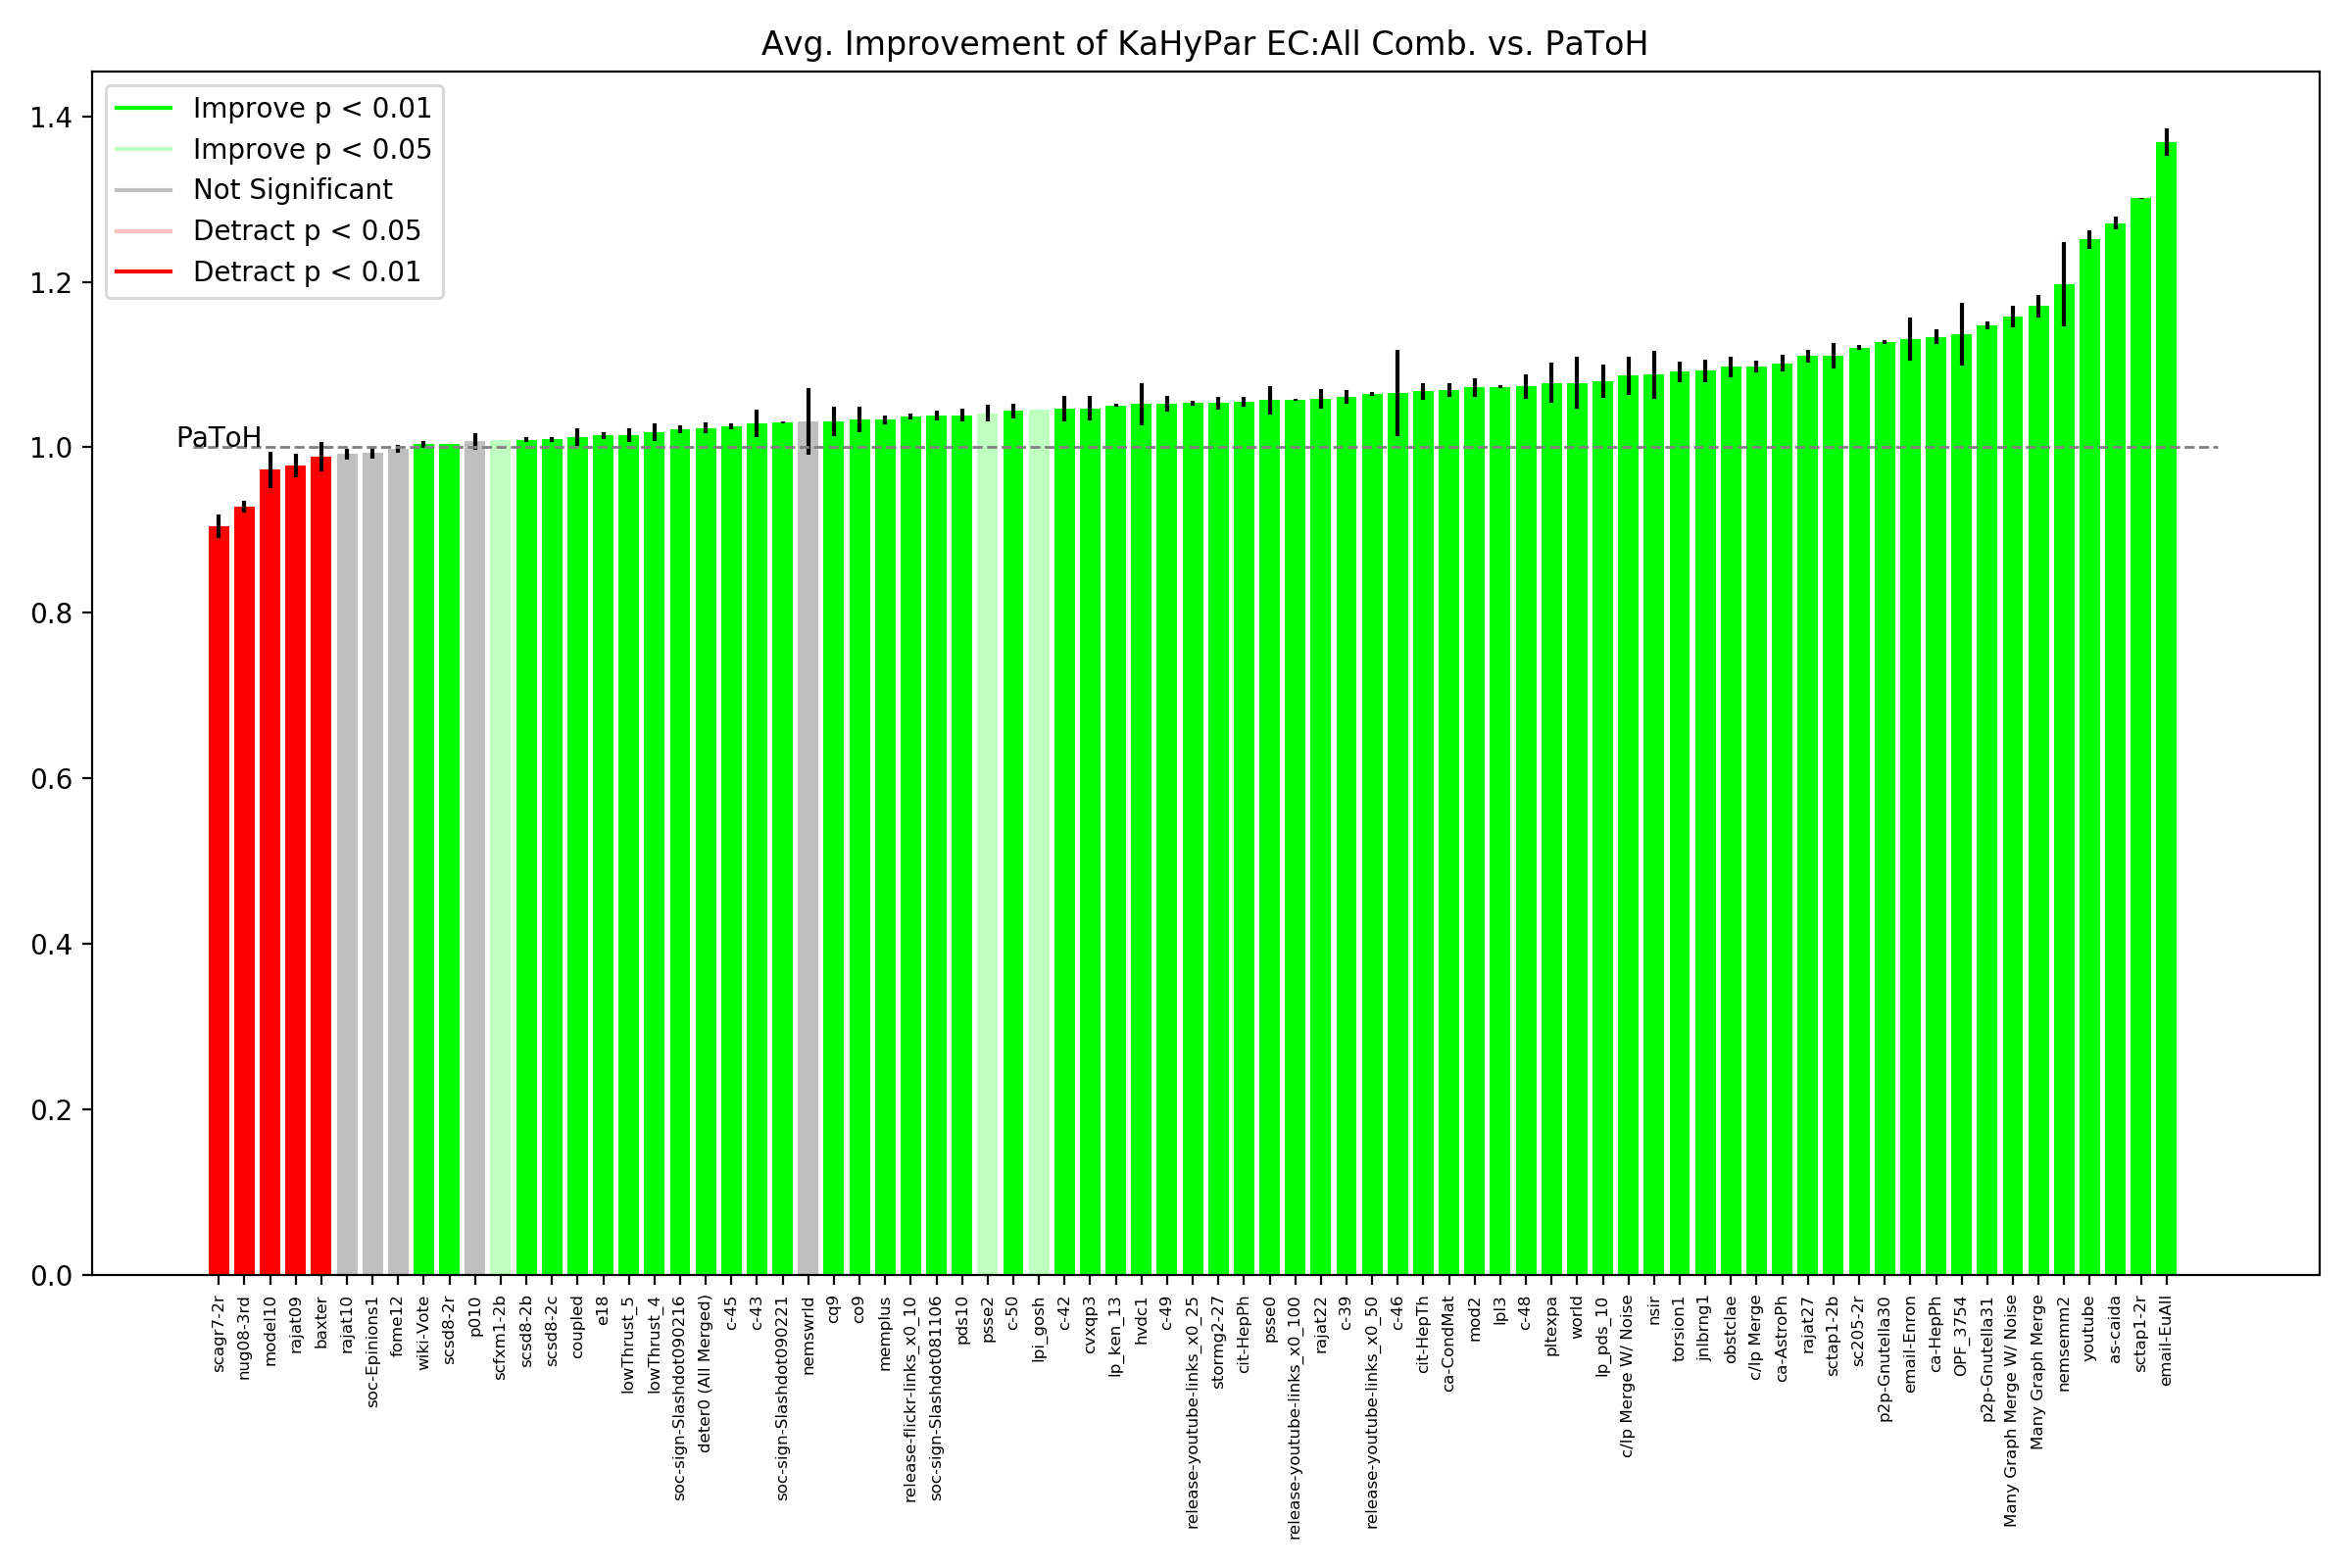 Avg. Improvement of KaHyPar EC:All Comb. vs. PaToH
Improve p < 0.01
Improve p < 0.05
Not Significant
Detract p < 0.05
Detract p < 0.01
1.4
1.2
1.0
0.8
0.6
0.4
0.2
0.0
PaToH
scagr7-2r
nug08-3rd
model10
rajat09
baxter
rajat10
soc-Epinions1
fome12
wiki-Vote
scsd8-2r
p010
scfxm1-2b
scsd8-2b
scsd8-2c
coupled
e18
lowThrust_5
lowThrust_4
soc-sign-Slashdot090216
deter0 (All Merged)
c-45
c-43
soc-sign-Slashdot090221
nemswrld
cq9
co9
memplus
release-flickr-links_x0_10
soc-sign-Slashdot081106
pds10
psse2
c-50
lpi_gosh
c-42
cvxqp3
lp_ken_13
hvdc1
c-49
release-youtube-links_x0_25
stormg2-27
cit-HepPh
psse0
release-youtube-links_x0_100
rajat22
c-39
release-youtube-links_x0_50
c-46
cit-HepTh
ca-CondMat
mod2
lpl3
c-48
pltexpa
world
lp_pds_10
c/lp Merge W/ Noise
nsir
torsion1
jnlbrng1
obstclae
c/lp Merge
ca-AstroPh
rajat27
sctap1-2b
sc205-2r
p2p-Gnutella30
email-Enron
ca-HepPh
OPF_3754
p2p-Gnutella31
Many Graph Merge W/ Noise
Many Graph Merge
nemsemm2
youtube
as-caida
sctap1-2r
email-EuAll